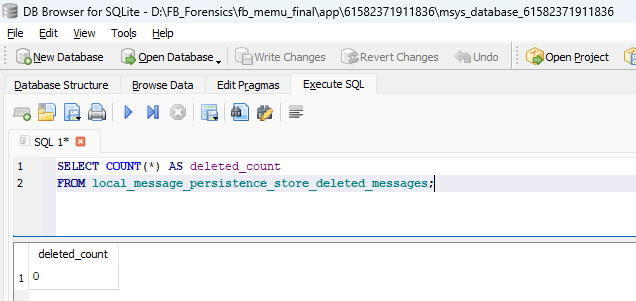 DB Browser for SQLite - D:\FB_Forensics\fb_memu_final\app\61582371911836\msys_database_61582371911836
File Edit View Tools Help
New Database Open Database Write Changes Revert Changes Undo Open Project
Database Structure Browse Data Edit Pragmas Execute SQL
SQL 1*
1 SELECT COUNT(*) AS deleted_count
2 FROM local_message_persistence_store_deleted_messages;
deleted_count
1 0